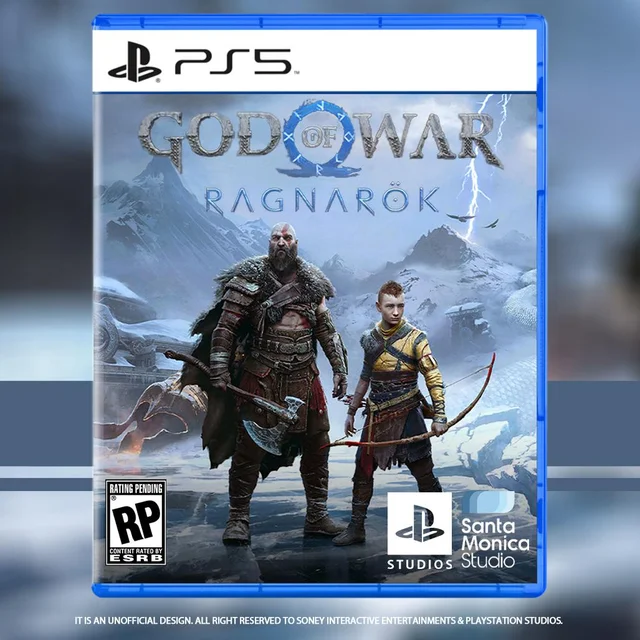 PS5
GOD OF WAR
RAGNARÖK
RATING PENDING
RP
CONTENT RATED BY
ESRB
STUDIOS
Santa
Monica
Studio
IT IS AN UNOFFICIAL DESIGN. ALL RIGHT RESERVED TO SONEY INTERACTIVE ENTERTAINMENTS & PLAYSTATION STUDIOS.